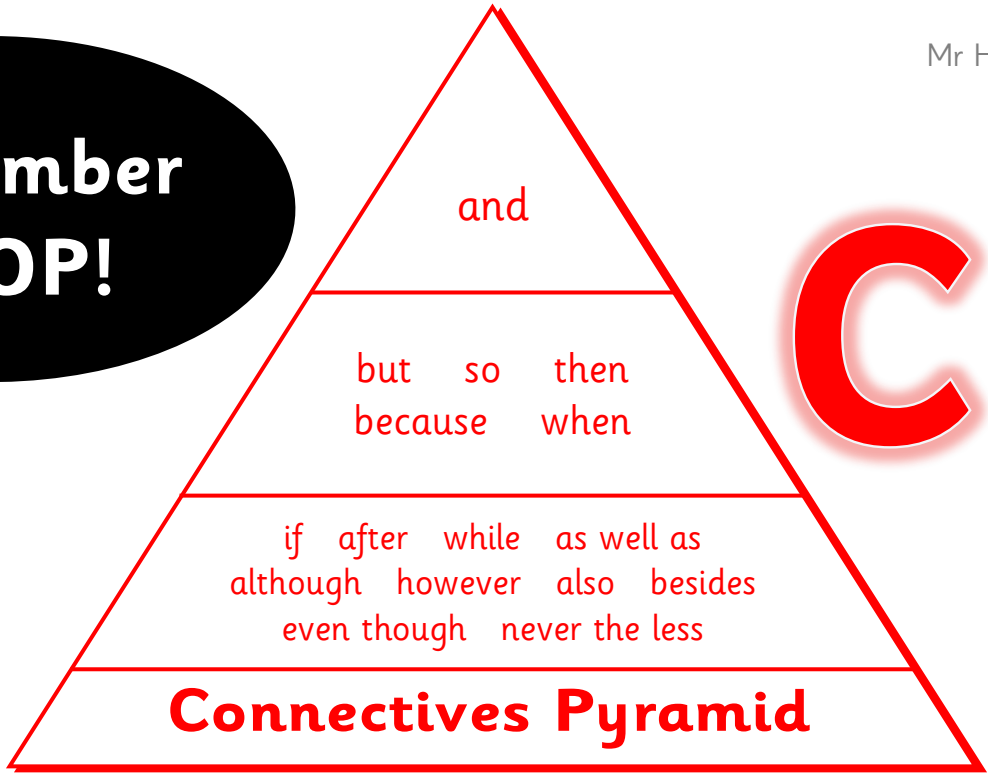 Mr H
mber
OP!
and
but so then
because when
C
if after while as well as
although however also besides
even though never the less
Connectives Pyramid